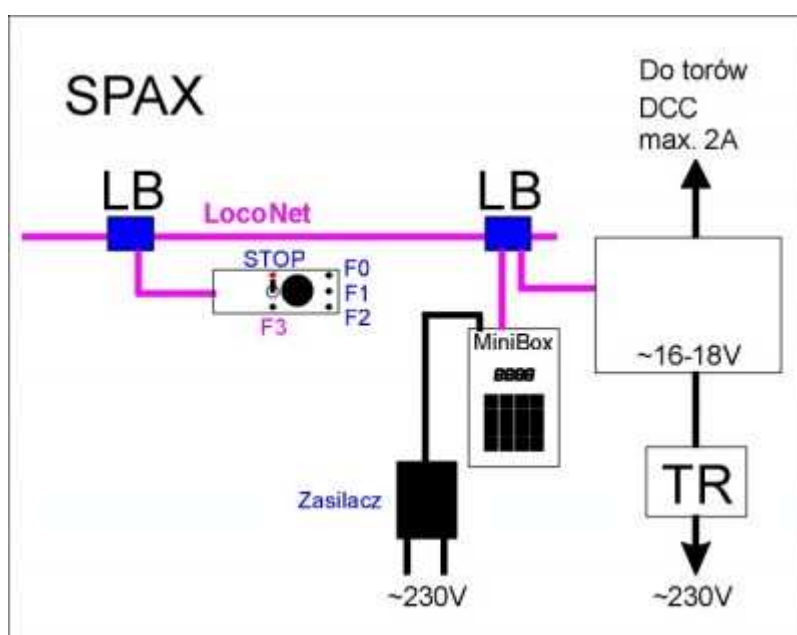 SPAX
Do torów
DCC
max. 2A
LB
LB
LocoNet
STOP
F0
F1
F2
F3
MiniBox
8888
~16-18V
TR
Zasilacz
~230V
~230V